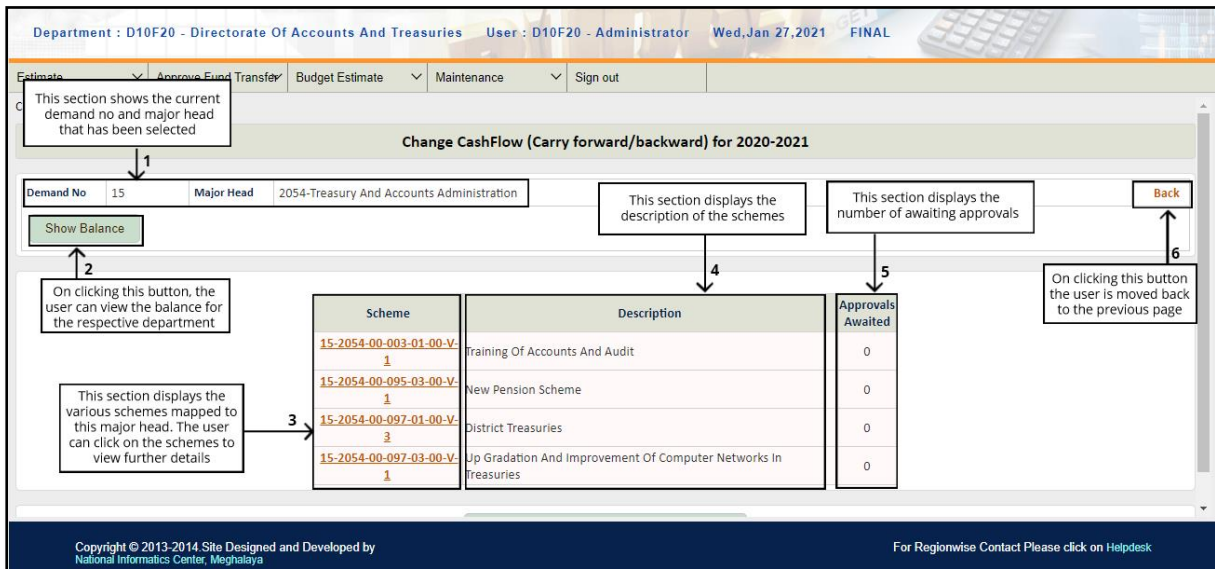 Department : D10F20 - Directorate Of Accounts And Treasuries User : D10F20 - Administrator Wed,Jan 27,2021 FINAL
Estimate Approve Fund Transfer Budget Estimate Maintenance Sign out
This section shows the current
demand no and major head
that has been selected
Change CashFlow (Carry forward/backward) for 2020-2021
1
Demand No 15 Major Head 2054-Treasury And Accounts Administration
This section displays the
description of the schemes
This section displays the
number of awaiting approvals
Back
Show Balance
2
On clicking this button, the
user can view the balance for
the respective department
4
5
6
On clicking this button
the user is moved back
to the previous page
Scheme Description Approvals
Awaited
15-2054-00-003-01-00-V-
1
Training Of Accounts And Audit 0
15-2054-00-095-03-00-V-
1
New Pension Scheme 0
This section displays the
various schemes mapped to
this major head. The user
can click on the schemes to
view further details
3
15-2054-00-097-01-00-V-
3
District Treasuries 0
15-2054-00-097-03-00-V-
1
Up Gradation And Improvement Of Computer Networks In
Treasuries
0
Copyright © 2013-2014.Site Designed and Developed by
National Informatics Center, Meghalaya
For Regionwise Contact Please click on Helpdesk